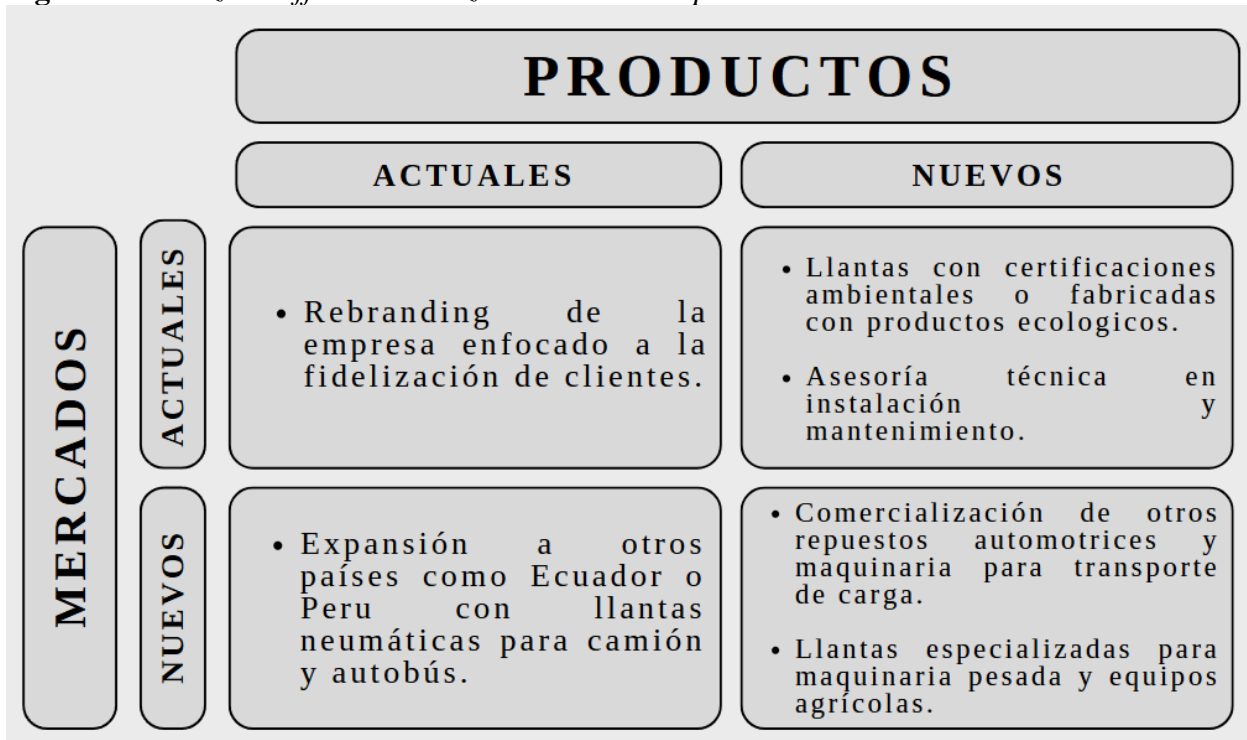 PRODUCTOS
ACTUALES
NUEVOS
MERCADOS
ACTUALES
• Rebranding de la
empresa enfocado a la
fidelización de clientes.
• Llantas con certificaciones
ambientales o fabricadas
con productos ecologicos.
• Asesoría técnica en
instalación y
mantenimiento.
NUEVOS
• Expansión a otros
países como Ecuador o
Peru con llantas
neumáticas para camión
y autobús.
• Comercialización de otros
repuestos automotrices y
maquinaria para transporte
de carga.
• Llantas especializadas para
maquinaria pesada y equipos
agrícolas.